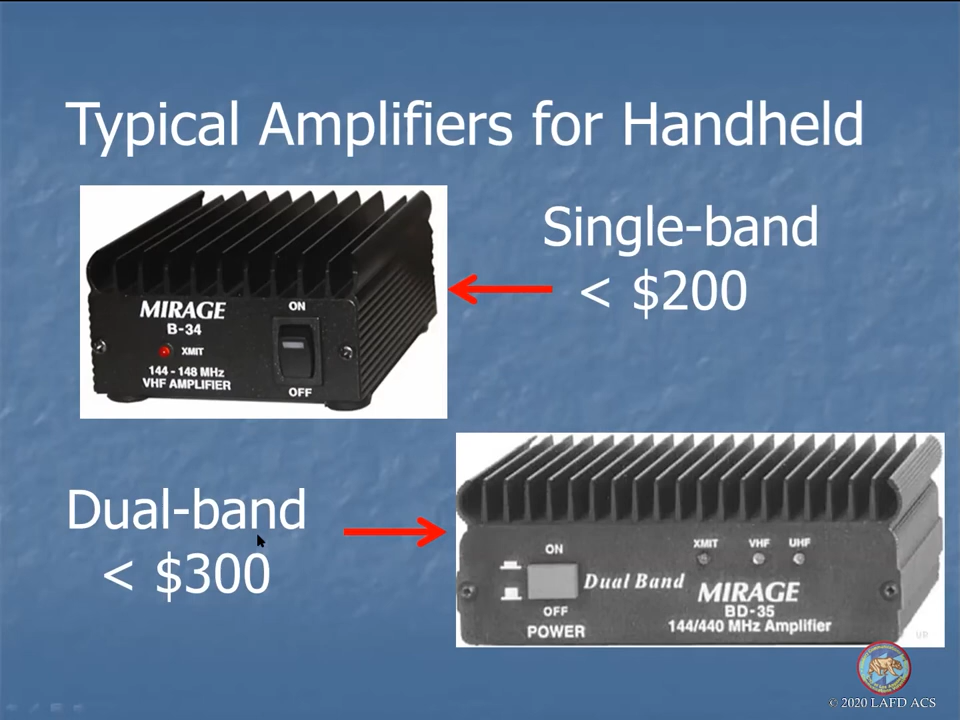 Typical Amplifiers for Handheld
Single-band
< $200
MIRAGE
B-34
XMIT
144 - 148 MHz
VHF AMPLIFIER
ON
OFF
Dual-band
< $300
ON
OFF
POWER
Dual Band
XMIT VHF UHF
MIRAGE
BD-35
144/440 MHz Amplifier
UR
© 2020 LAFD ACS